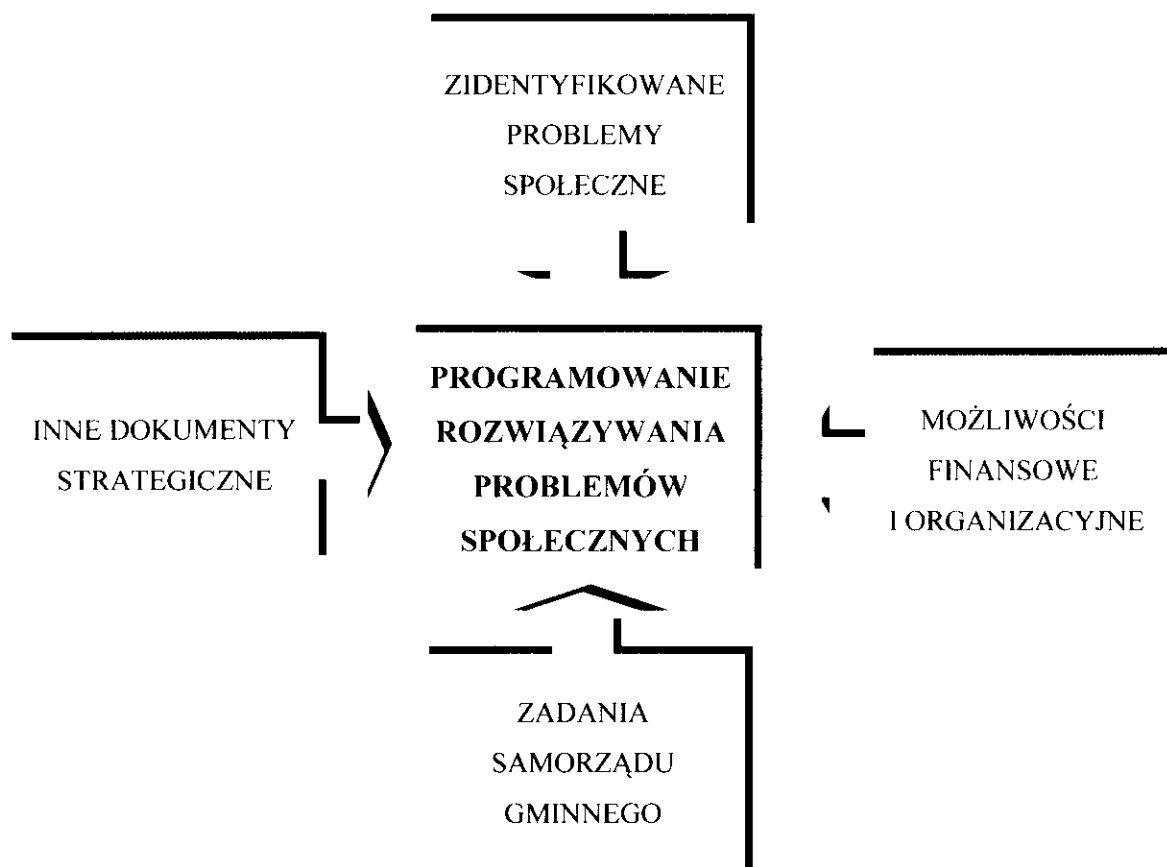 ZIDENTYFIKOWANE
PROBLEMY
SPOŁECZNE
INNE DOKUMENTY
STRATEGICZNE
PROGRAMOWANIE
ROZWIĄZYWANIA
PROBLEMÓW
SPOŁECZNYCH
MOŻLIWOŚCI
FINANSOWE
I ORGANIZACYJNE
ZADANIA
SAMORZĄDU
GMINNEGO